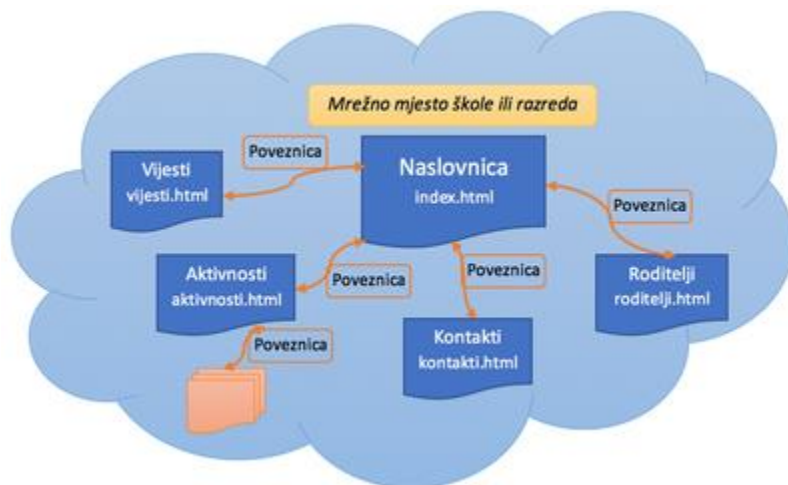 Mrežno mjesto škole ili razreda
Poveznica
Vijesti
vijesti.html
Naslovnica
index.html
Poveznica
Aktivnosti
aktivnosti.html
Poveznica
Poveznica
Roditelji
roditelji.html
Poveznica
Kontakti
kontakti.html